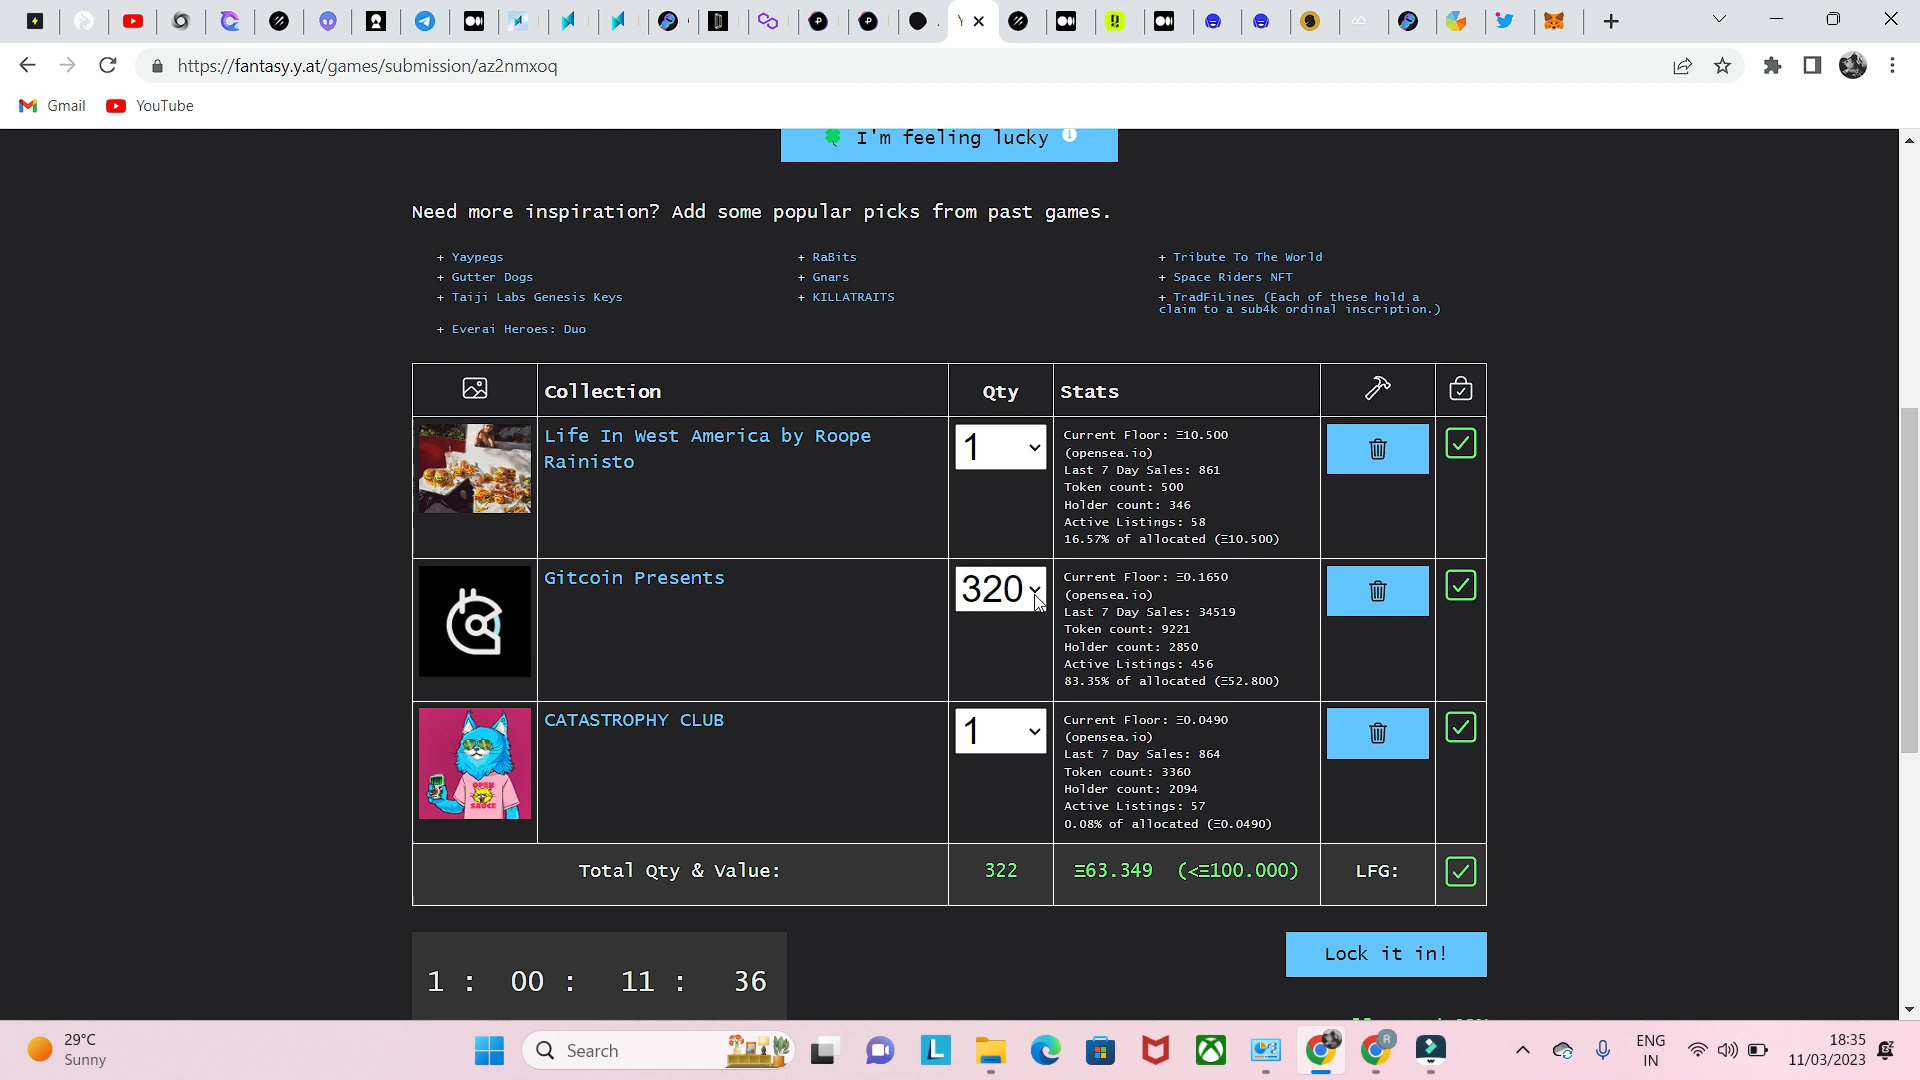 https://fantasy.y.at/games/submission/az2nmxoq
Gmail YouTube
I'm feeling lucky
Need more inspiration? Add some popular picks from past games.
+ Yaypegs + RaBits + Tribute To The World
+ Gutter Dogs + Gnars + Space Riders NFT
+ Taiji Labs Genesis Keys + KILLATRAITS + TradFiLines (Each of these hold a
claim to a sub4k ordinal inscription.)
+ Everai Heroes: Duo
Collection Qty Stats
Life In West America by Roope
Rainisto
1
Current Floor: Ξ10.500
(opensea.io)
Last 7 Day Sales: 861
Token count: 500
Holder count: 346
Active Listings: 58
16.57% of allocated (Ξ10.500)
Gitcoin Presents
320
Current Floor: Ξ0.1650
(opensea.io)
Last 7 Day Sales: 34519
Token count: 9221
Holder count: 2850
Active Listings: 456
83.35% of allocated (Ξ52.800)
OPEN
SAUCE
CATASTROPHY CLUB
1
Current Floor: Ξ0.0490
(opensea.io)
Last 7 Day Sales: 864
Token count: 3360
Holder count: 2094
Active Listings: 57
0.08% of allocated (Ξ0.0490)
Total Qty & Value: 322 Ξ63.349 (<Ξ100.000) LFG:
Lock it in!
1 : 00 : 11 : 36
29°C
Sunny
Search
ENG
IN
18:35
11/03/2023